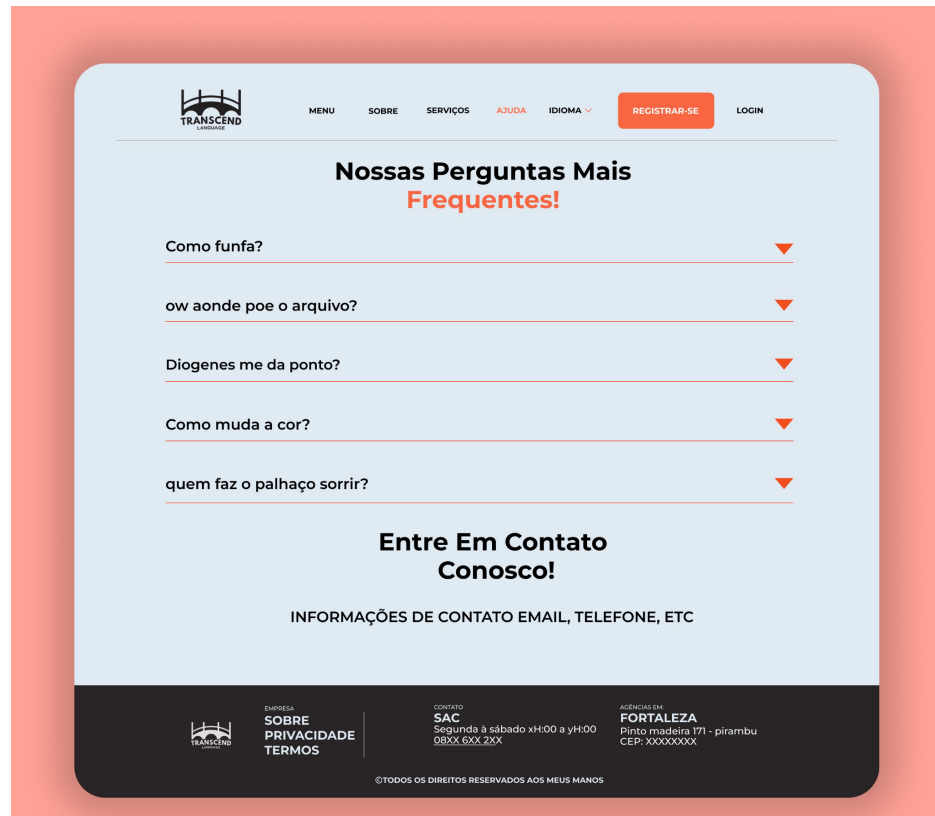 TRANSCEND
LANGUAGE
MENU SOBRE SERVIÇOS AJUDA IDIOMA REGISTRAR-SE LOGIN
Nossas Perguntas Mais
Frequentes!
Como funfa?
ow aonde poe o arquivo?
Diogenes me da ponto?
Como muda a cor?
quem faz o palhaço sorrir?
Entre Em Contato
Conosco!
INFORMAÇÕES DE CONTATO EMAIL, TELEFONE, ETC
TRANSCEND
LANGUAGE
EMPRESA
SOBRE
PRIVACIDADE
TERMOS
CONTATO
SAC
Segunda à sábado xH:00 a yH:00
08XX 6XX 2XX
AGÊNCIAS EM:
FORTALEZA
Pinto madeira 171 - pirambu
CEP: XXXXXXXX
©TODOS OS DIREITOS RESERVADOS AOS MEUS MANOS